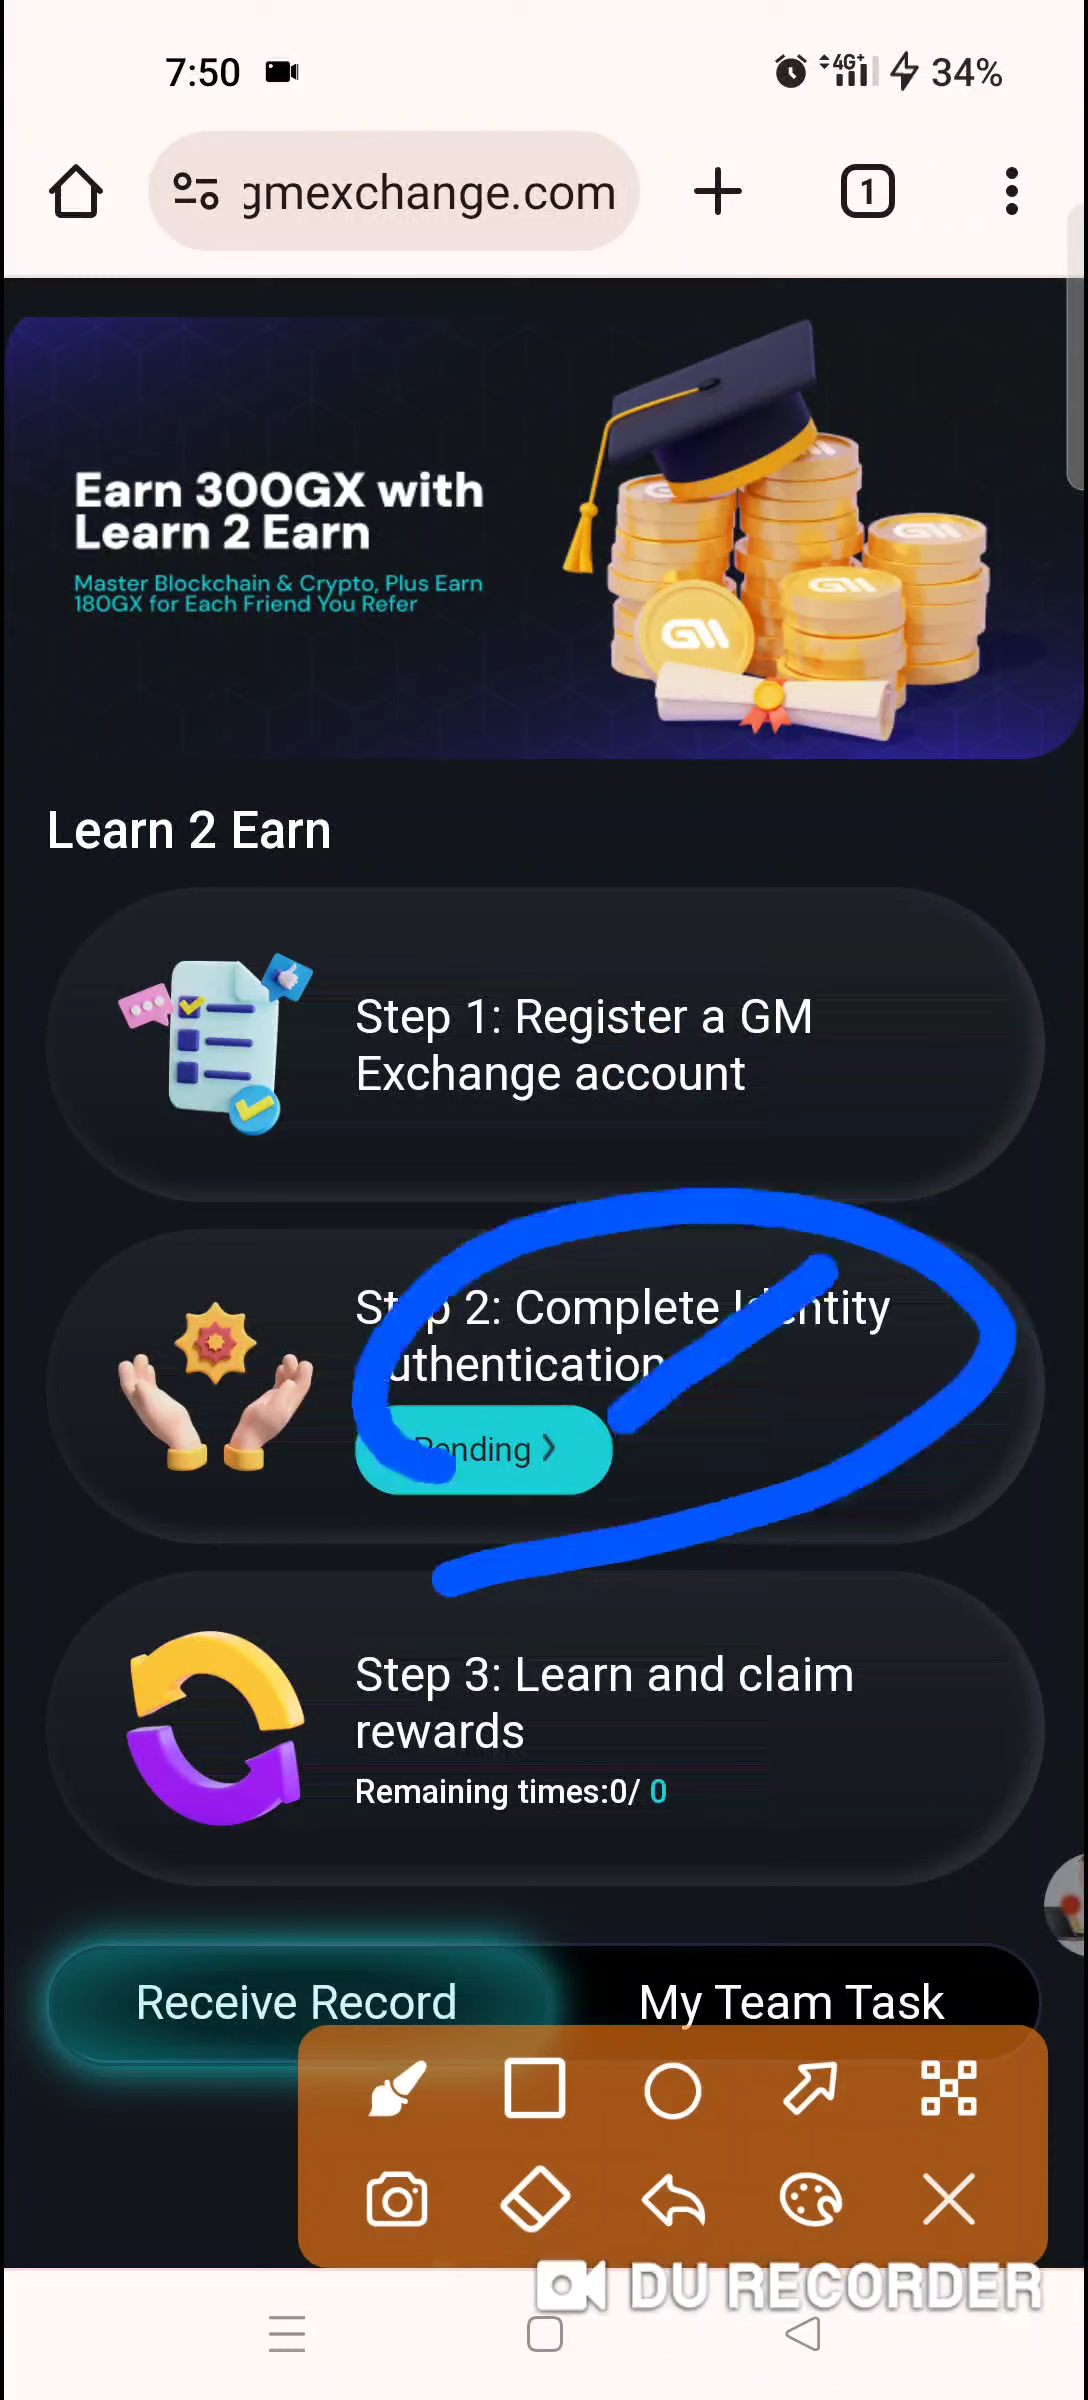 7:50
4G+
34%
gmexchange.com
1
Earn 300GX with
Learn 2 Earn
Master Blockchain & Crypto, Plus Earn
180GX for Each Friend You Refer
Learn 2 Earn
Step 1: Register a GM
Exchange account
Step 2: Complete Identity
Authentication
Pending
Step 3: Learn and claim
rewards
Remaining times:0/ 0
Receive Record
My Team Task
DU RECORDER